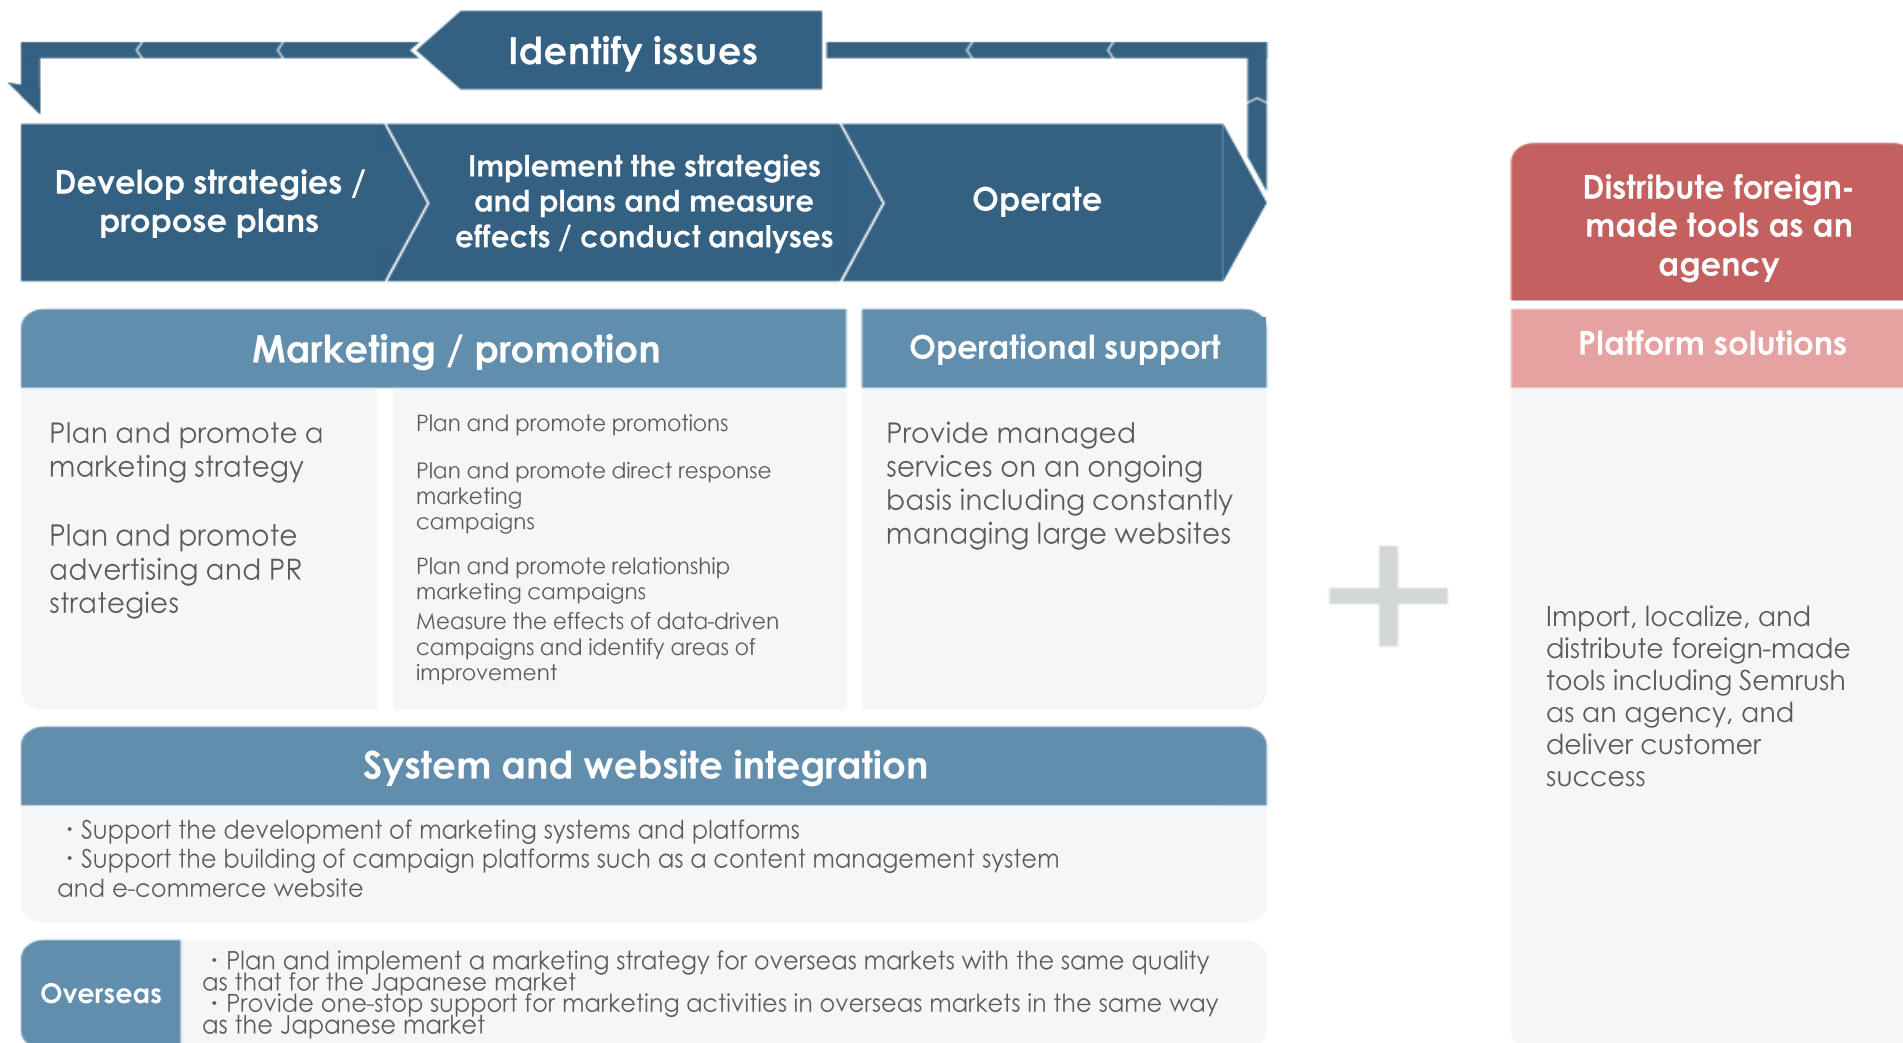 Identify issues
Develop strategies /
propose plans
Implement the strategies
and plans and measure
effects / conduct analyses
Operate
Distribute foreign-
made tools as an
agency
Marketing / promotion
Operational support
Platform solutions
Plan and promote a
marketing strategy
Plan and promote
advertising and PR
strategies
Plan and promote promotions
Plan and promote direct response
marketing
campaigns
Plan and promote relationship
marketing campaigns
Measure the effects of data-driven
campaigns and identify areas of
improvement
Provide managed
services on an ongoing
basis including constantly
managing large websites
+
Import, localize, and
distribute foreign-made
tools including Semrush
as an agency, and
deliver customer
success
System and website integration
・Support the development of marketing systems and platforms
・Support the building of campaign platforms such as a content management system
and e-commerce website
Overseas
・Plan and implement a marketing strategy for overseas markets with the same quality
as that for the Japanese market
・Provide one-stop support for marketing activities in overseas markets in the same way
as the Japanese market